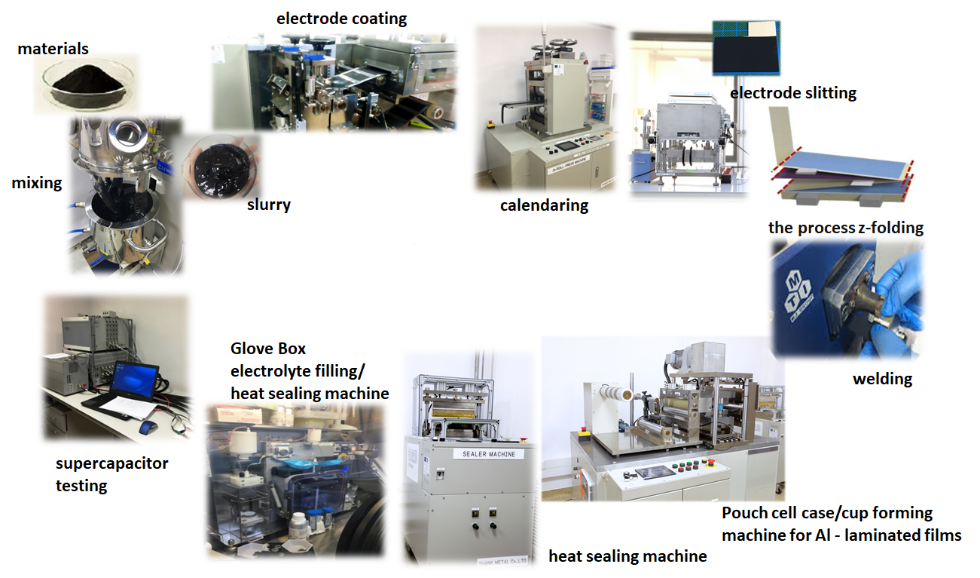 electrode coating
materials
electrode slitting
mixing
slurry
calendaring
the process z-folding
MTI
welding
Glove Box
electrolyte filling/
heat sealing machine
SEALER MACHINE
supercapacitor
testing
Pouch cell case/cup forming
machine for Al - laminated films
heat sealing machine